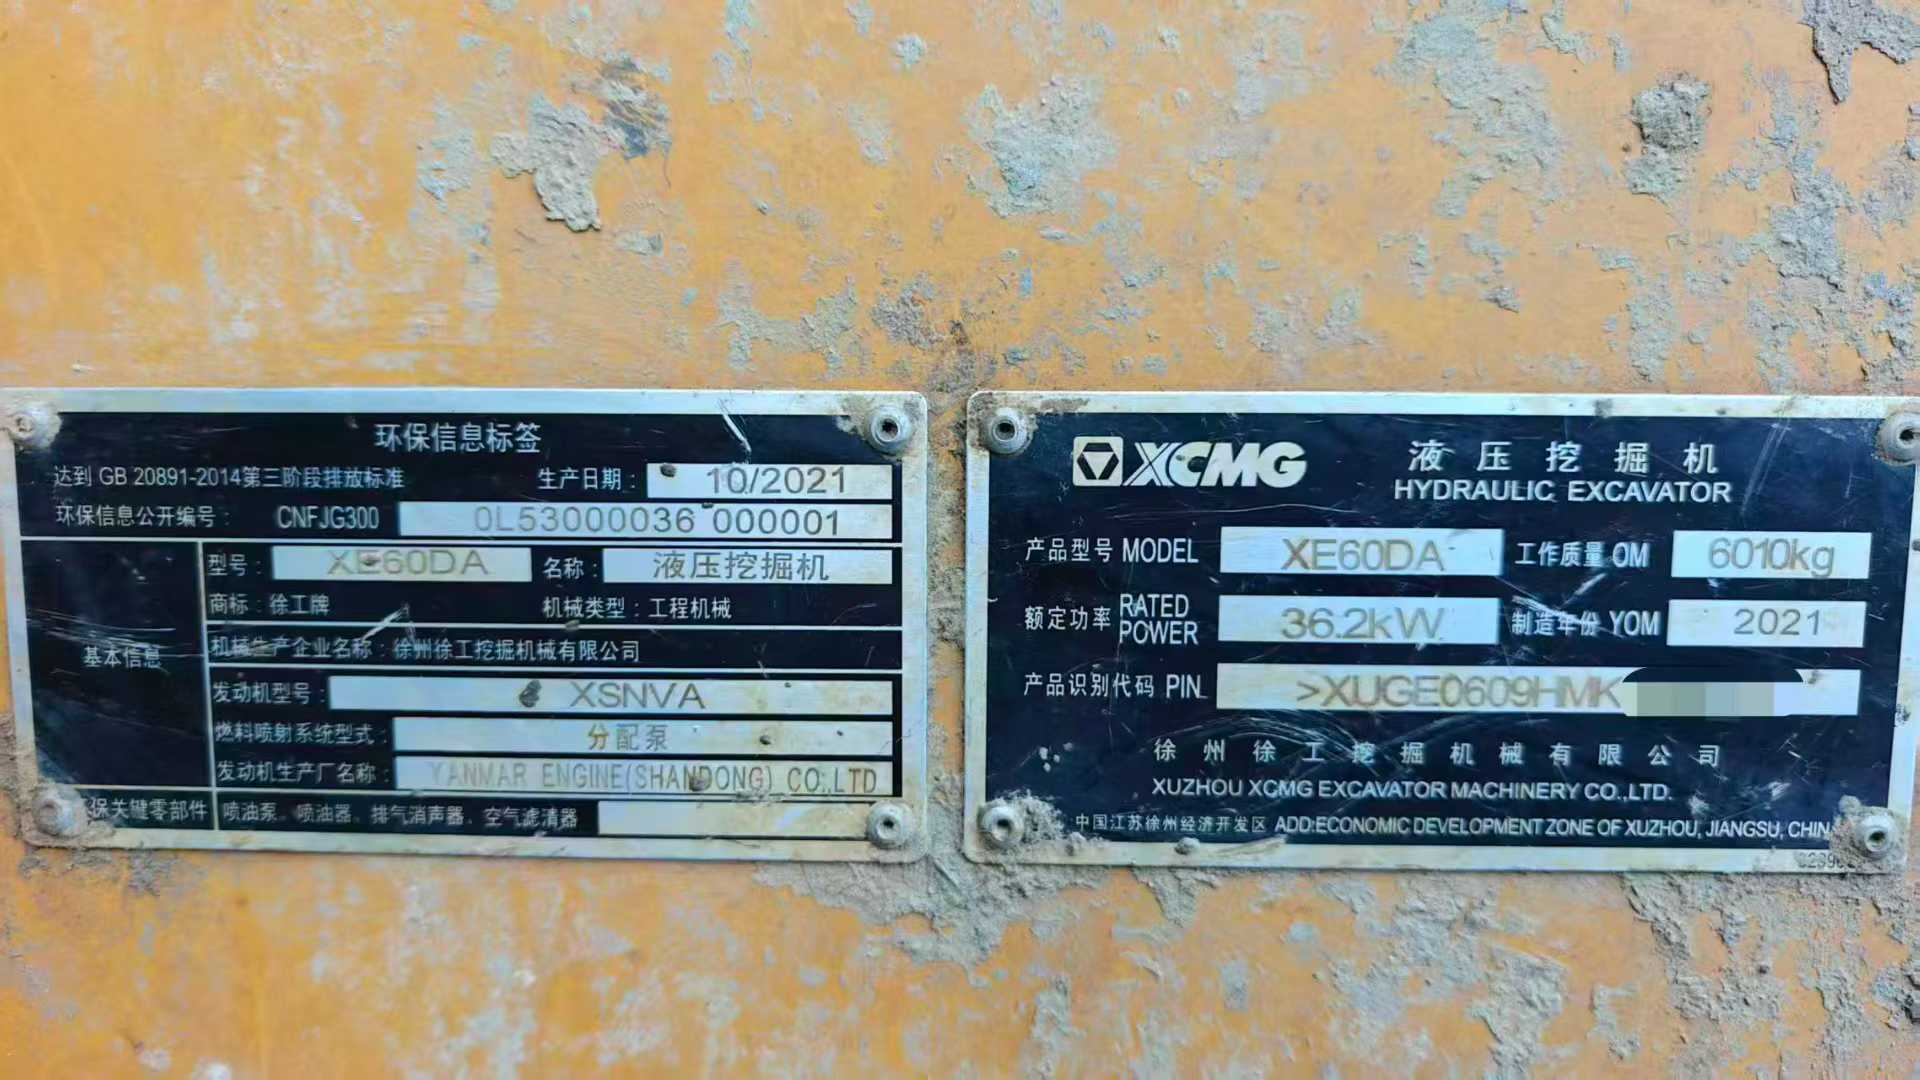 环保信息标签
达到 GB 20891-2014第三阶段排放标准 生产日期： 10/2021
环保信息公开编号： CNFJG300 0L53000036 000001
基本信息
型号： XE60DA 名称： 液压挖掘机
商标：徐工牌 机械类型：工程机械
机械生产企业名称：徐州徐工挖掘机械有限公司
发动机型号： XSNVA
燃料喷射系统型式： 分配泵
发动机生产厂名称： YANMAR ENGINE(SHANDONG) CO.,LTD
保关键零部件 喷油泵、喷油器、排气消声器、空气滤清器
XCMG 液压挖掘机
HYDRAULIC EXCAVATOR
产品型号 MODEL XE60DA 工作质量 OM 6010kg
额定功率 RATED POWER 36.2kW 制造年份 YOM 2021
产品识别代码 PIN >XUGE0609HMK
徐州徐工挖掘机械有限公司
XUZHOU XCMG EXCAVATOR MACHINERY CO.,LTD.
中国江苏徐州经济开发区 ADD:ECONOMIC DEVELOPMENT ZONE OF XUZHOU, JIANGSU, CHIN